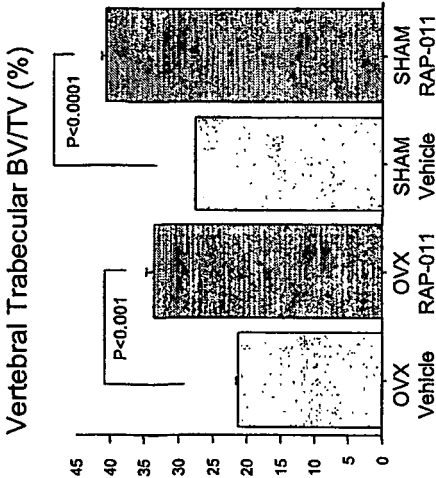 Vertebral Trabecular BV/TV (%)
P<0.0001
P<0.001
45
40
35
30
25
20
15
10
5
0
OVX
Vehicle
OVX
RAP-011
SHAM
Vehicle
SHAM
RAP-011